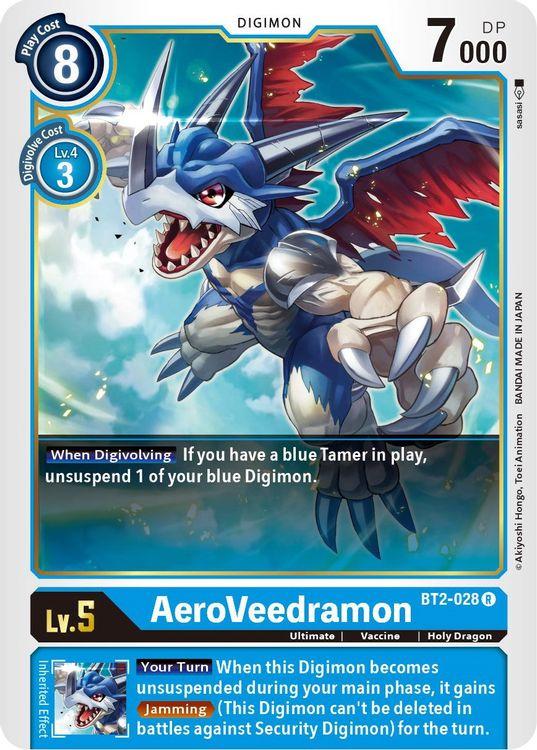 Play Cost
8
DIGIMON
DP
7000
Digivolve Cost
Lv.4
3
sasasi
©Akiyoshi Hongo, Toei Animation BANDAI MADE IN JAPAN
When Digivolving If you have a blue Tamer in play,
unsuspend 1 of your blue Digimon.
BT2-028 R
Lv.5 AeroVeedramon
Ultimate | Vaccine | Holy Dragon
Inherited Effect
Your Turn When this Digimon becomes
unsuspended during your main phase, it gains
Jamming (This Digimon can't be deleted in
battles against Security Digimon) for the turn.